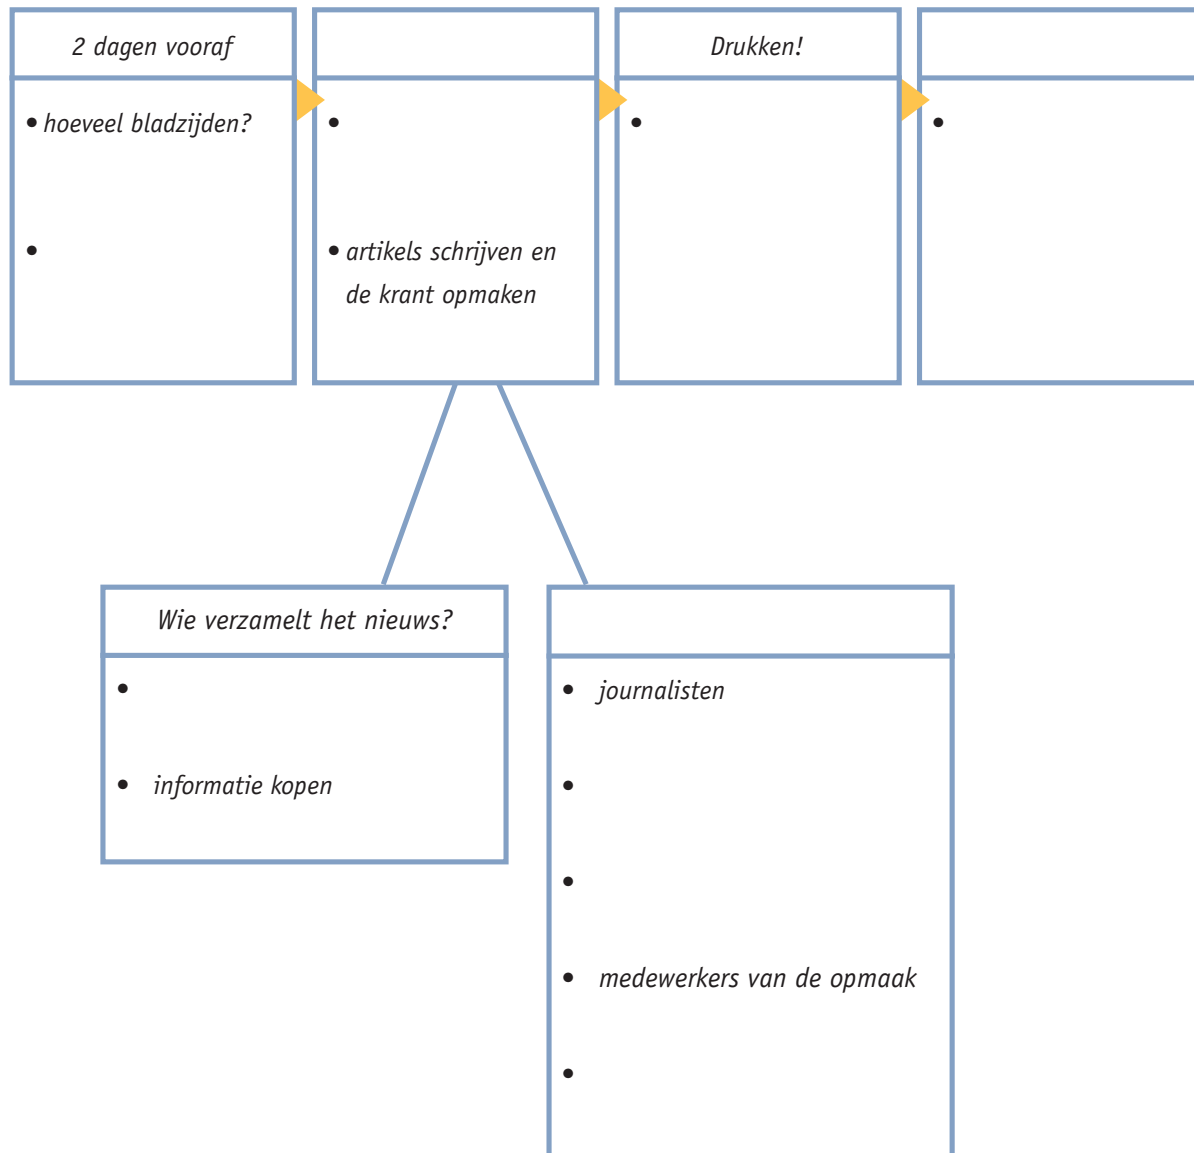 2 dagen vooraf
• hoeveel bladzijden?
•
•
• artikels schrijven en
de krant opmaken
Drukken!
•
•
Wie verzamelt het nieuws?
•
• informatie kopen
• journalisten
•
•
• medewerkers van de opmaak
•